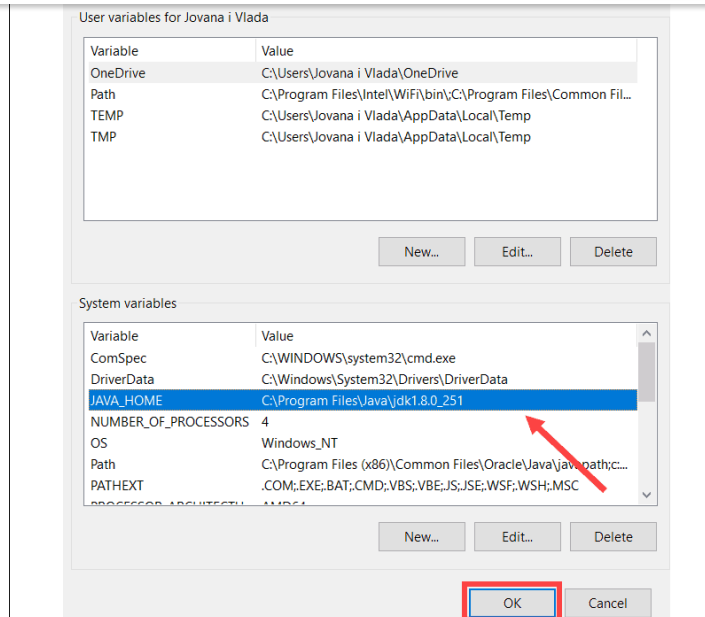 User variables for Jovana i Vlada
Variable Value
OneDrive C:\Users\Jovana i Vlada\OneDrive
Path C:\Program Files\Intel\WiFi\bin\;C:\Program Files\Common Fil...
TEMP C:\Users\Jovana i Vlada\AppData\Local\Temp
TMP C:\Users\Jovana i Vlada\AppData\Local\Temp
New... Edit... Delete
System variables
Variable Value
ComSpec C:\WINDOWS\system32\cmd.exe
DriverData C:\Windows\System32\Drivers\DriverData
JAVA_HOME C:\Program Files\Java\jdk1.8.0_251
NUMBER_OF_PROCESSORS 4
OS Windows_NT
Path C:\Program Files (x86)\Common Files\Oracle\Java\javapath;c:...
PATHEXT .COM;.EXE;.BAT;.CMD;.VBS;.VBE;.JS;.JSE;.WSF;.WSH;.MSC
PROCESSOR_ARCHITECTU AMD64
New... Edit... Delete
OK Cancel